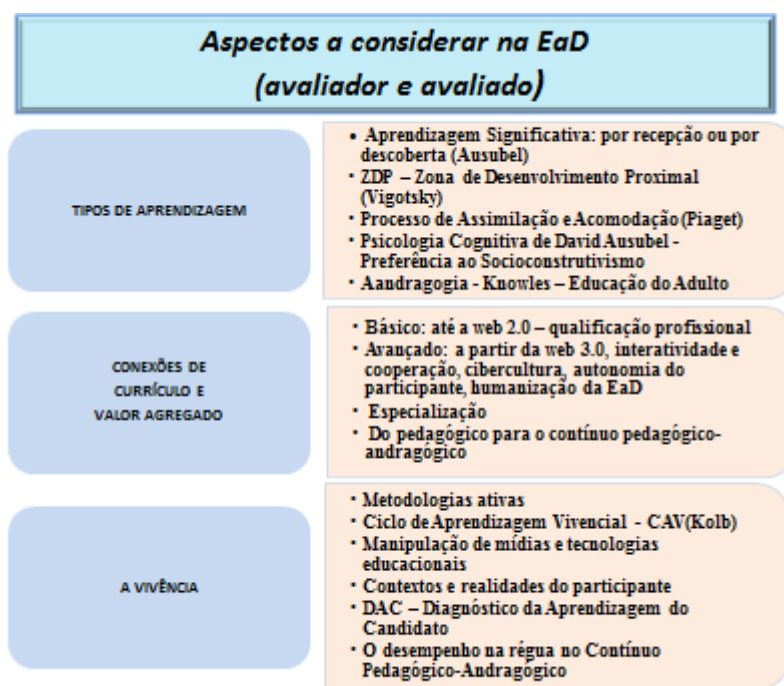 Aspectos a considerar na EaD
(avaliador e avaliado)
TIPOS DE APRENDIZAGEM
• Aprendizagem Significativa: por recepção ou por
descoberta (Ausubel)
• ZDP – Zona de Desenvolvimento Proximal
(Vigotsky)
• Processo de Assimilação e Acomodação (Piaget)
• Psicologia Cognitiva de David Ausubel -
Preferência ao Socioconstrutivismo
• Aandragogia - Knowles – Educação do Adulto
CONEXÕES DE
CURRÍCULO E
VALOR AGREGADO
• Básico: até a web 2.0 – qualificação profissional
• Avançado: a partir da web 3.0, interatividade e
cooperação, cibercultura, autonomia do
participante, humanização da EaD
• Especialização
• Do pedagógico para o contínuo pedagógico-
andragógico
A VIVÊNCIA
• Metodologias ativas
• Ciclo de Aprendizagem Vivencial - CAV(Kolb)
• Manipulação de mídias e tecnologias
educacionais
• Contextos e realidades do participante
• DAC – Diagnóstico da Aprendizagem do
Candidato
• O desempenho na régua no Contínuo
Pedagógico-Andragógico